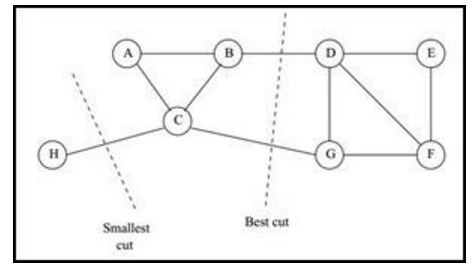 A B D E
C
H G F
Smallest
cut
Best cut